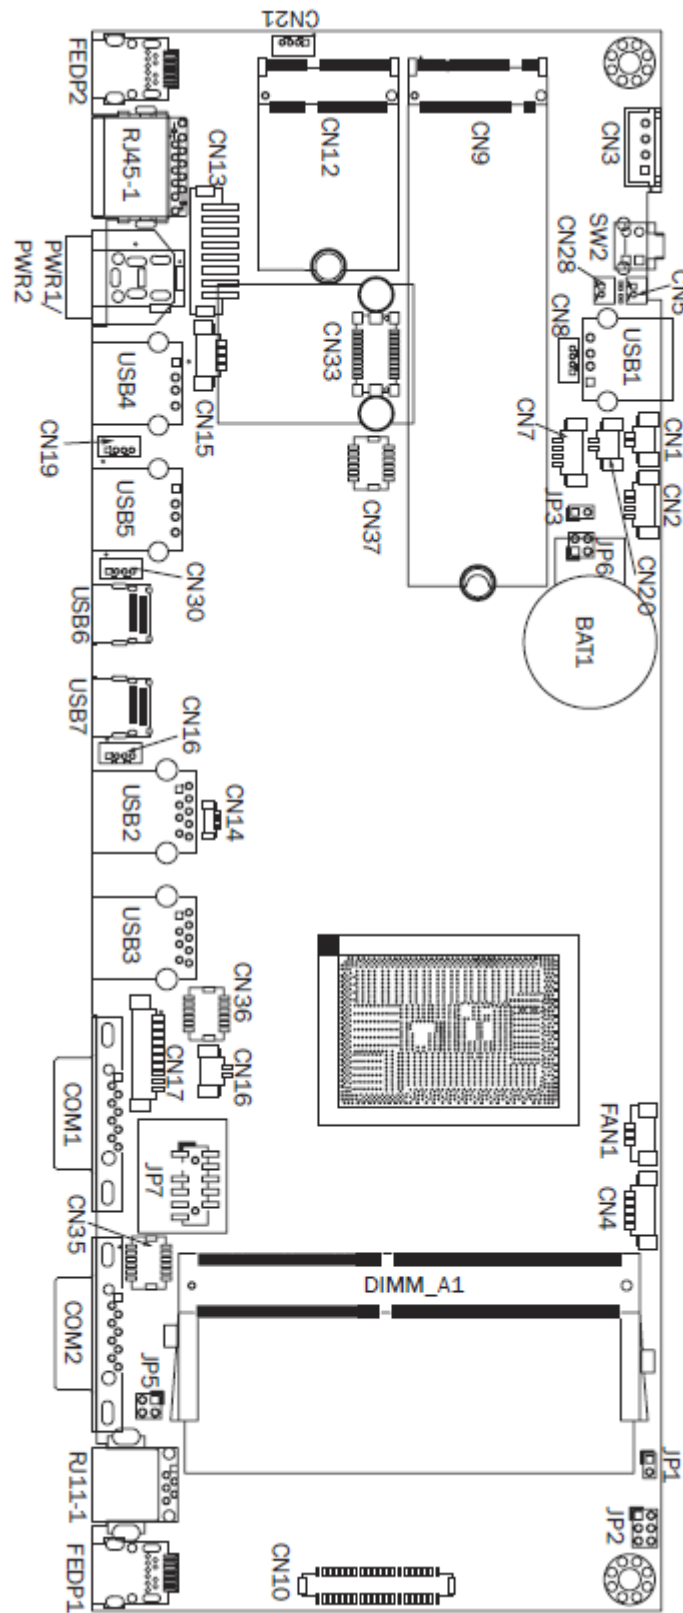 CN21
FEDP2
RJ45-1
CN13
CN12
CN9
CN3
PWR1/
PWR2
SW2
CN28
CN5
USB4
CN15
CN33
CN8
USB1
CN19
CN7
CN1
USB5
CN37
JP3
CN2
CN30
JP6
CN20
USB6
BAT1
USB7
CN16
USB2
CN14
USB3
CN36
CN17
CN16
COM1
FAN1
JP7
CN4
CN35
DIMM_A1
COM2
JP5
RJ11-1
JP1
JP2
FEDP1
CN10